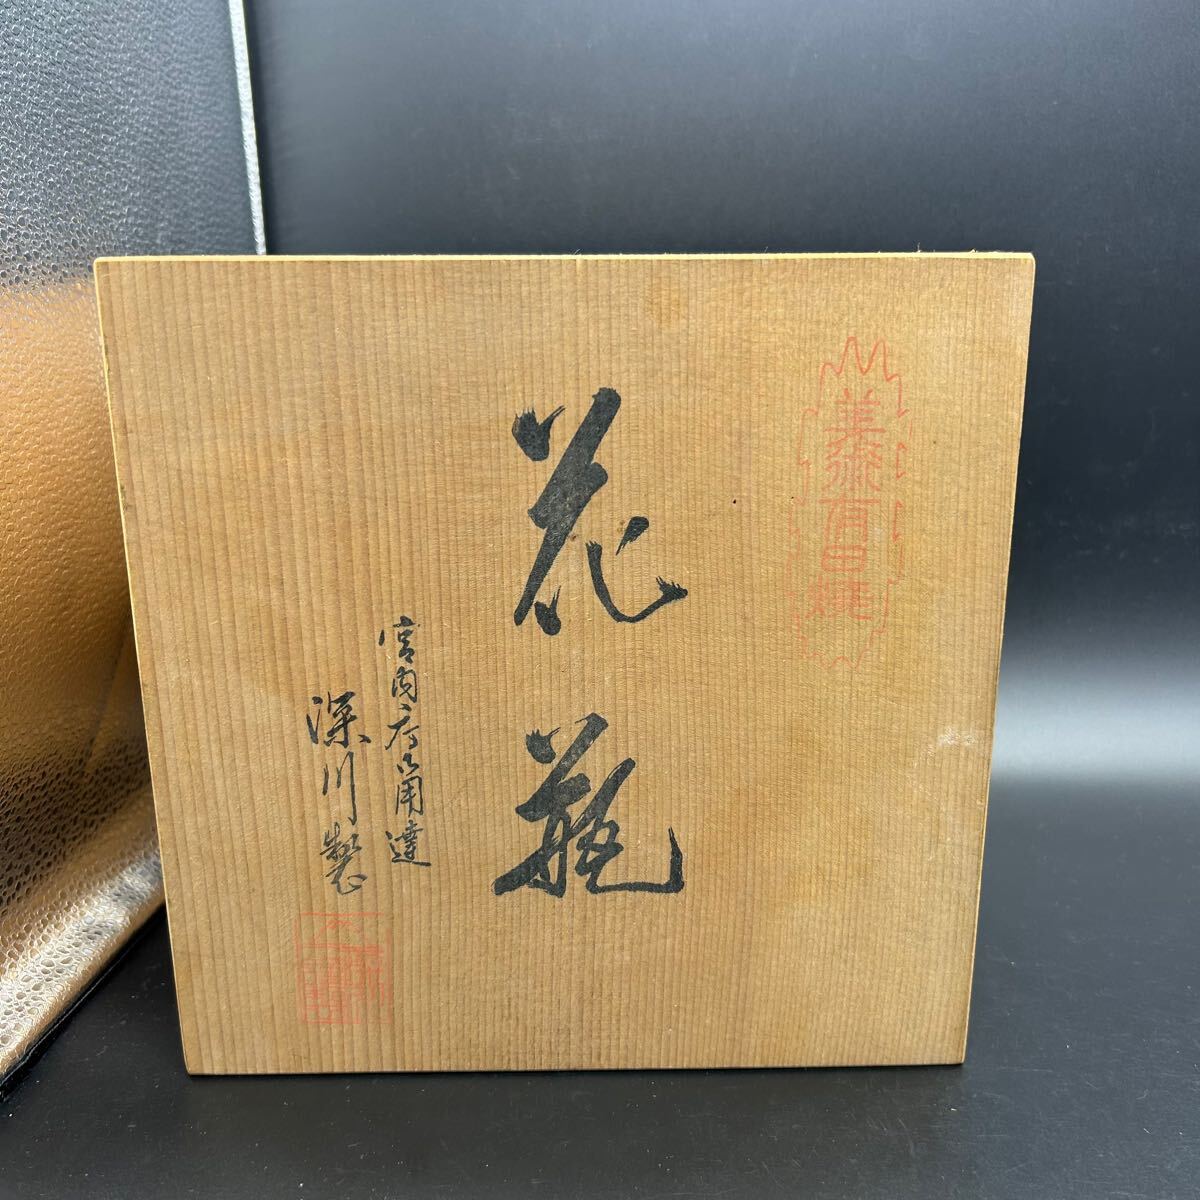 美術有田焼
花瓶
宮内庁御用達
深川製